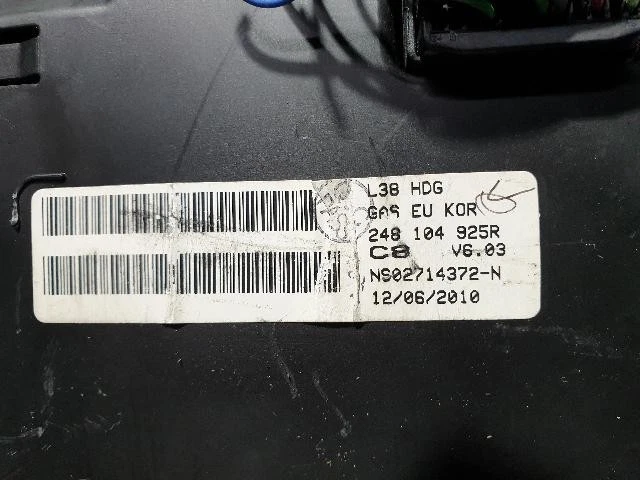 L38 HDG
GAS EU KOR
248 104 925R
C8 V6.03
NS02714372-N
12/06/2010